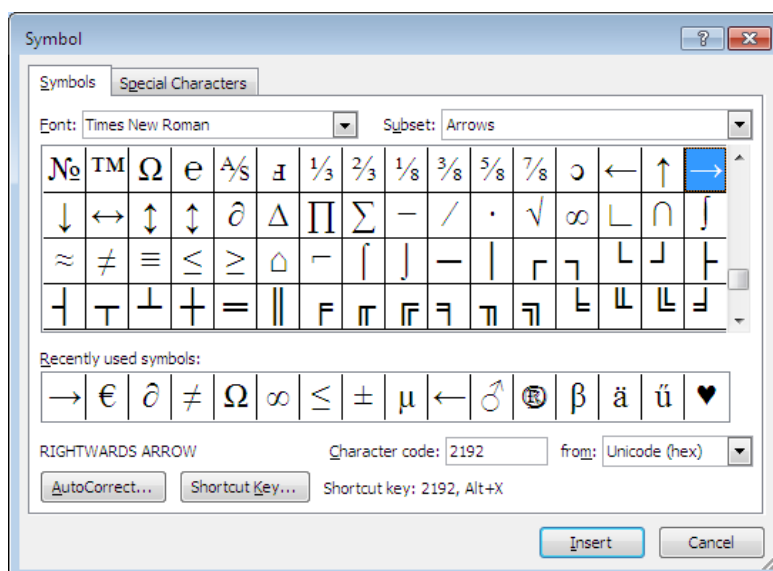 Symbol
Symbols Special Characters
Font: Times New Roman Subset: Arrows
№ ™ Ω ℮ ⅍ ⅎ ⅓ ⅔ ⅛ ⅜ ⅝ ⅞ ↄ ← ↑ →
↓ ↔ ↕ ↨ ∂ ∆ ∏ ∑ − ∕ ∙ √ ∞ ∟ ∩ ∫
≈ ≠ ≡ ≤ ≥ ⌂ ⌐ ⌠ ⌡ ─ │ ┌ ┐ └ ┘ ├
┤ ┬ ┴ ┼ ═ ║ ╒ ╓ ╔ ╕ ╖ ╗ ╘ ╙ ╚ ╛
Recently used symbols:
→ € ∂ ≠ Ω ∞ ≤ ± µ ← ♂ ® β ä ű ♥
RIGHTWARDS ARROW Character code: 2192 from: Unicode (hex)
AutoCorrect... Shortcut Key... Shortcut key: 2192, Alt+X
Insert Cancel